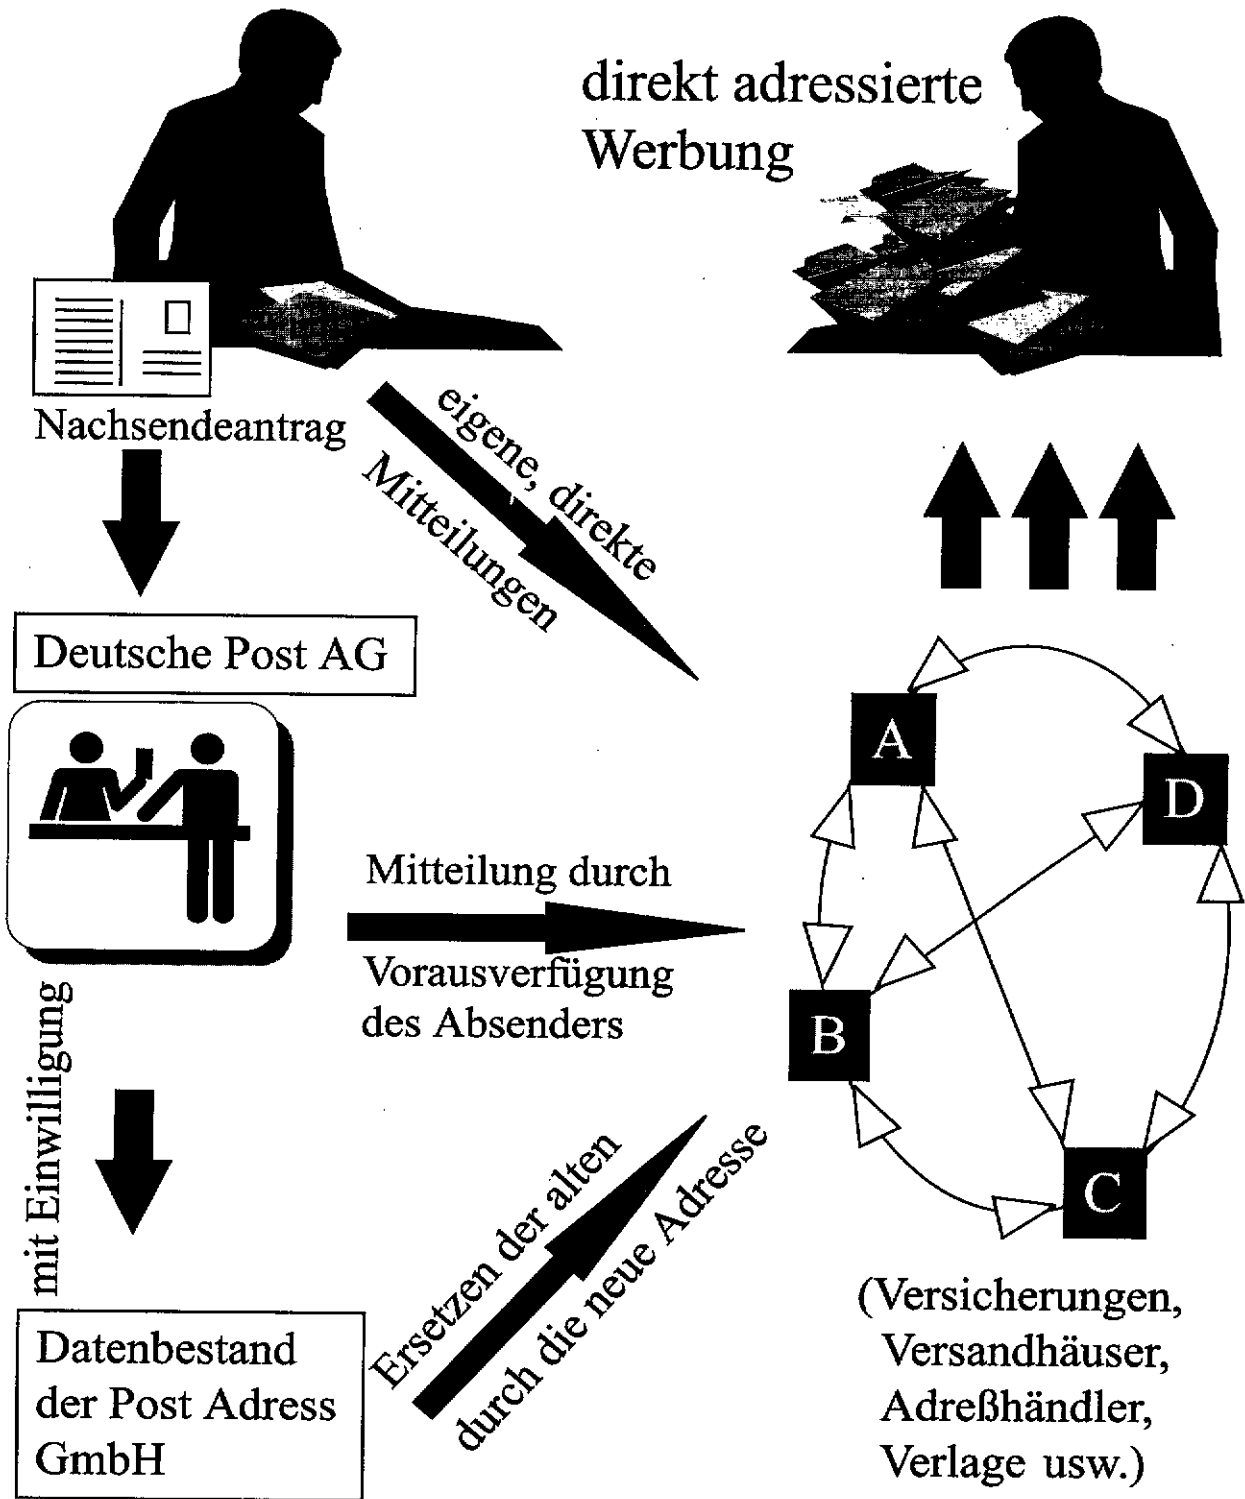 direkt adressierte
Werbung
Nachsendeantrag
eigene, direkte
Mitteilungen
Deutsche Post AG
A
D
Mitteilung durch
Vorausverfügung
des Absenders
B
mit Einwilligung
C
Ersetzen der alten
durch die neue Adresse
Datenbestand
der Post Adress
GmbH
(Versicherungen,
Versandhäuser,
Adreßhändler,
Verlage usw.)